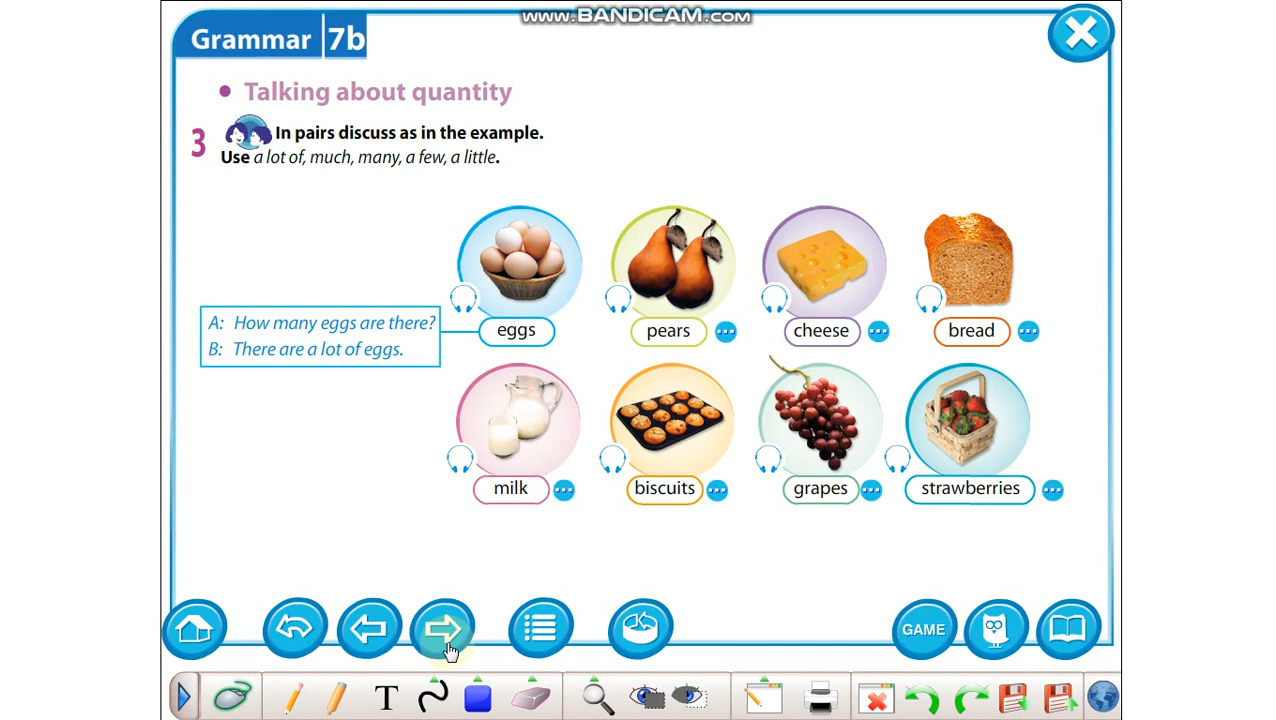 www.BANDICAM.com
Grammar 7b
• Talking about quantity
3 In pairs discuss as in the example.
Use a lot of, much, many, a few, a little.
A: How many eggs are there?
B: There are a lot of eggs.
eggs
pears
cheese
bread
milk
biscuits
grapes
strawberries
GAME
T